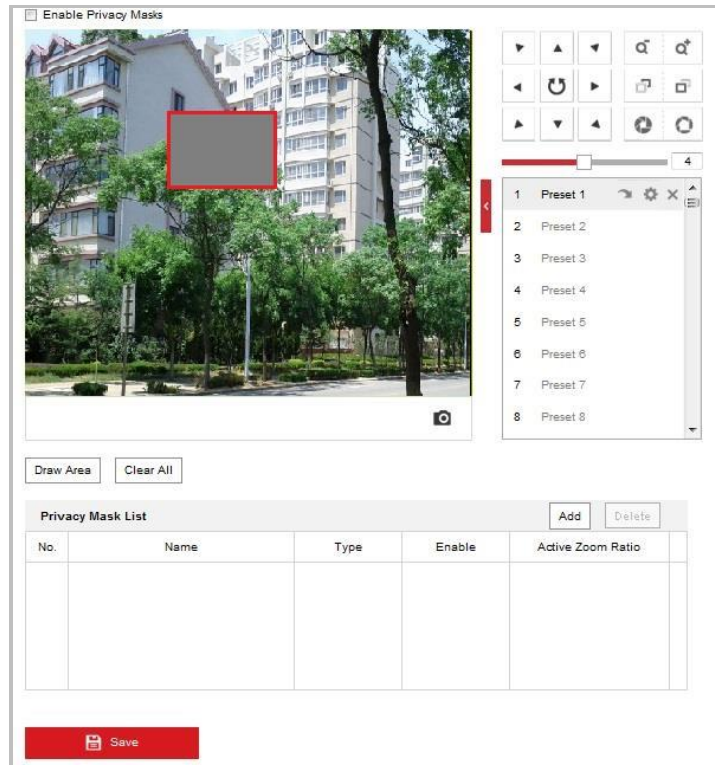 Enable Privacy Masks
4
1 Preset 1
2 Preset 2
3 Preset 3
4 Preset 4
5 Preset 5
6 Preset 6
7 Preset 7
8 Preset 8
Draw Area Clear All
Privacy Mask List Add Delete
No. Name Type Enable Active Zoom Ratio
Save